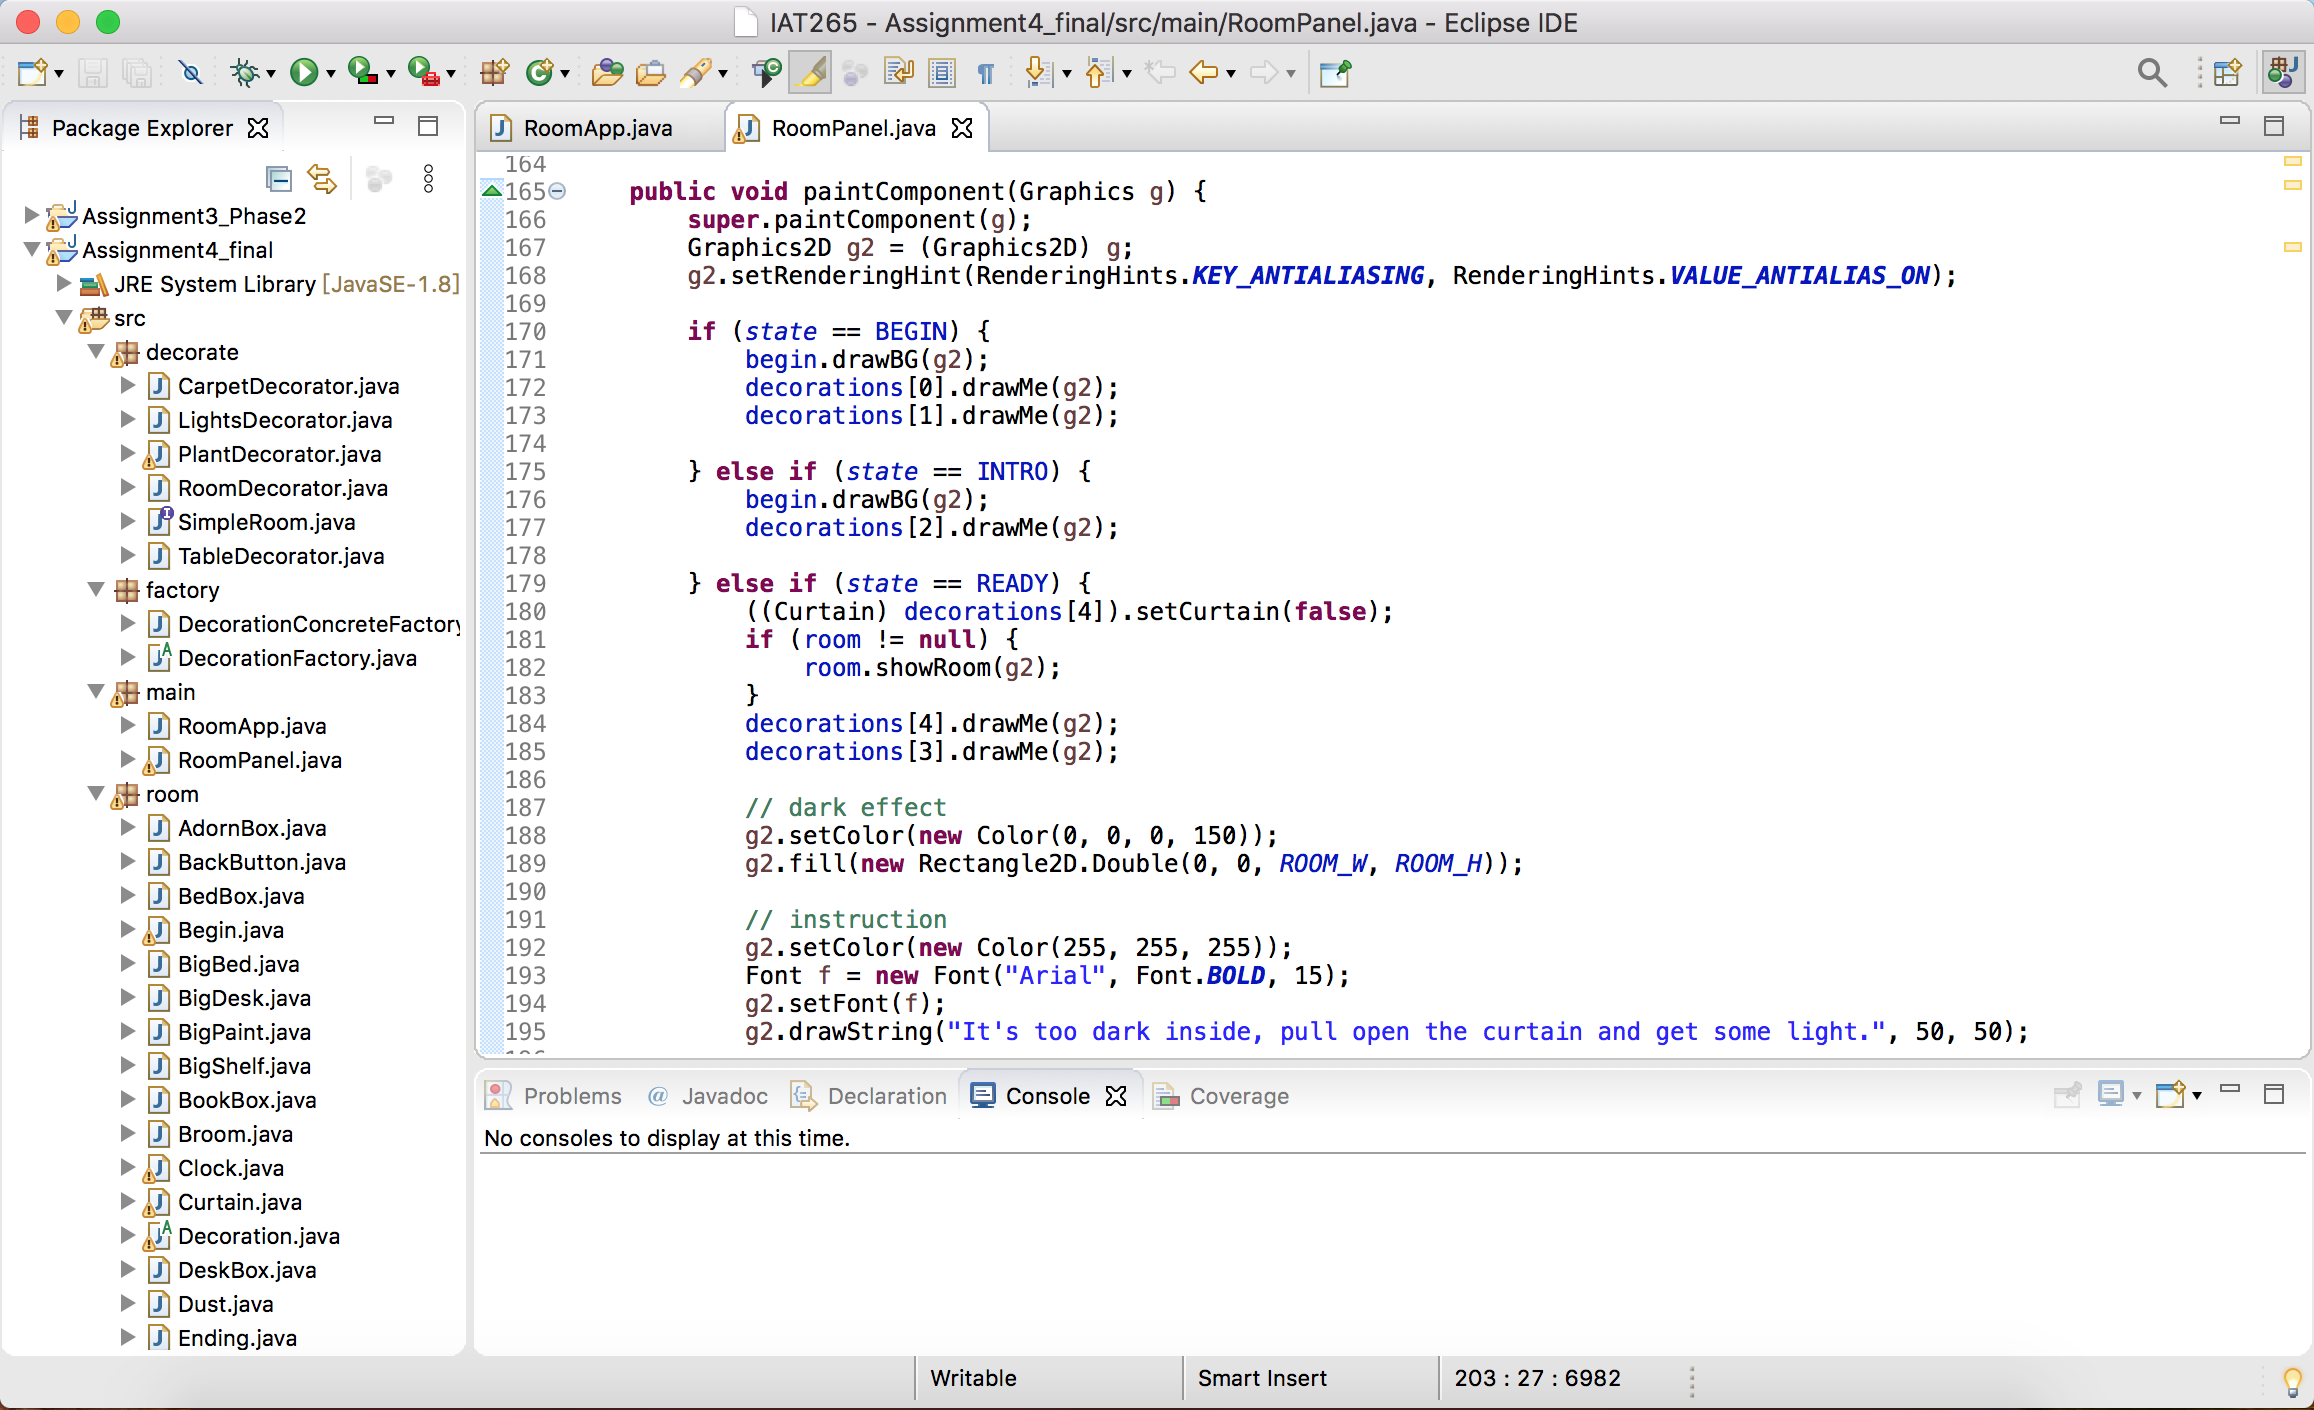 IAT265 - Assignment4_final/src/main/RoomPanel.java - Eclipse IDE
Package Explorer
Assignment3_Phase2
Assignment4_final
JRE System Library [JavaSE-1.8]
src
decorate
CarpetDecorator.java
LightsDecorator.java
PlantDecorator.java
RoomDecorator.java
SimpleRoom.java
TableDecorator.java
factory
DecorationConcreteFactory
DecorationFactory.java
main
RoomApp.java
RoomPanel.java
room
AdornBox.java
BackButton.java
BedBox.java
Begin.java
BigBed.java
BigDesk.java
BigPaint.java
BigShelf.java
BookBox.java
Broom.java
Clock.java
Curtain.java
Decoration.java
DeskBox.java
Dust.java
Ending.java
RoomApp.java
RoomPanel.java
164
165 public void paintComponent(Graphics g) {
166 super.paintComponent(g);
167 Graphics2D g2 = (Graphics2D) g;
168 g2.setRenderingHint(RenderingHints.KEY_ANTIALIASING, RenderingHints.VALUE_ANTIALIAS_ON);
169
170 if (state == BEGIN) {
171 begin.drawBG(g2);
172 decorations[0].drawMe(g2);
173 decorations[1].drawMe(g2);
174
175 } else if (state == INTRO) {
176 begin.drawBG(g2);
177 decorations[2].drawMe(g2);
178
179 } else if (state == READY) {
180 ((Curtain) decorations[4]).setCurtain(false);
181 if (room != null) {
182 room.showRoom(g2);
183 }
184 decorations[4].drawMe(g2);
185 decorations[3].drawMe(g2);
186
187 // dark effect
188 g2.setColor(new Color(0, 0, 0, 150));
189 g2.fill(new Rectangle2D.Double(0, 0, ROOM_W, ROOM_H));
190
191 // instruction
192 g2.setColor(new Color(255, 255, 255));
193 Font f = new Font("Arial", Font.BOLD, 15);
194 g2.setFont(f);
195 g2.drawString("It's too dark inside, pull open the curtain and get some light.", 50, 50);
Problems
Javadoc
Declaration
Console
Coverage
No consoles to display at this time.
Writable
Smart Insert
203 : 27 : 6982